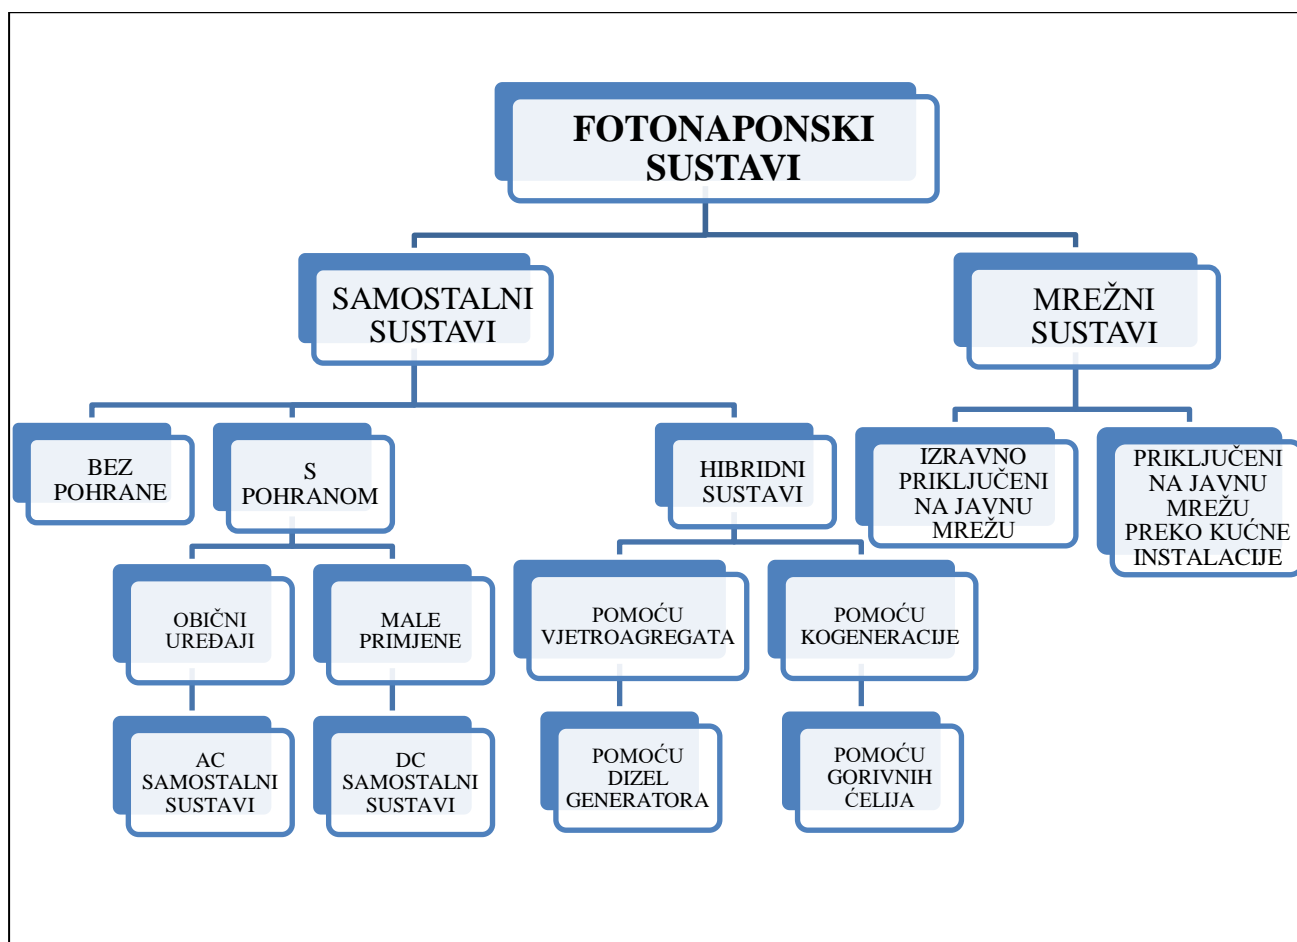 FOTONAPONSKI
SUSTAVI
SAMOSTALNI
SUSTAVI
MREŽNI
SUSTAVI
BEZ
POHRANE
S
POHRANOM
HIBRIDNI
SUSTAVI
IZRAVNO
PRIKLJUČENI
NA JAVNU
MREŽU
PRIKLJUČENI
NA JAVNU
MREŽU
PREKO KUĆNE
INSTALACIJE
OBIČNI
UREĐAJI
MALE
PRIMJENE
POMOĆU
VJETROAGREGATA
POMOĆU
KOGENERACIJE
AC
SAMOSTALNI
SUSTAVI
DC
SAMOSTALNI
SUSTAVI
POMOĆU
DIZEL
GENERATORA
POMOĆU
GORIVNIH
ĆELIJA